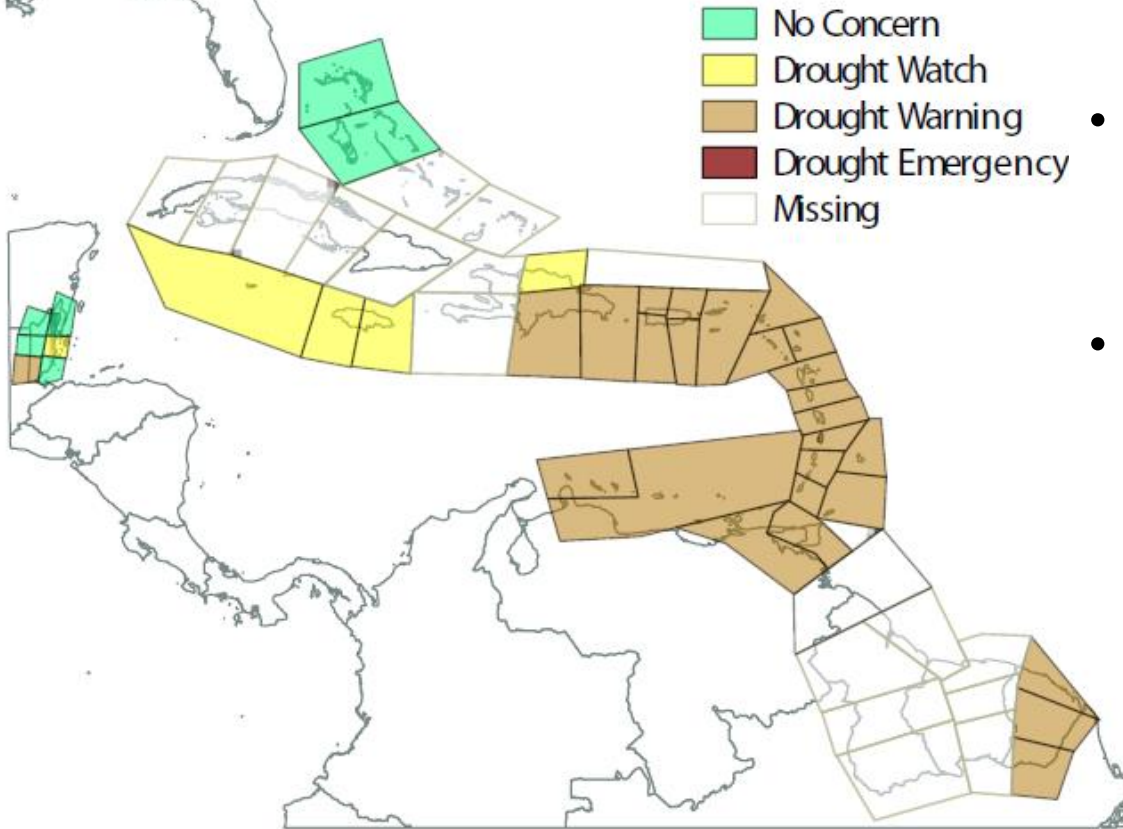 No Concern
Drought Watch
Drought Warning
Drought Emergency
Missing